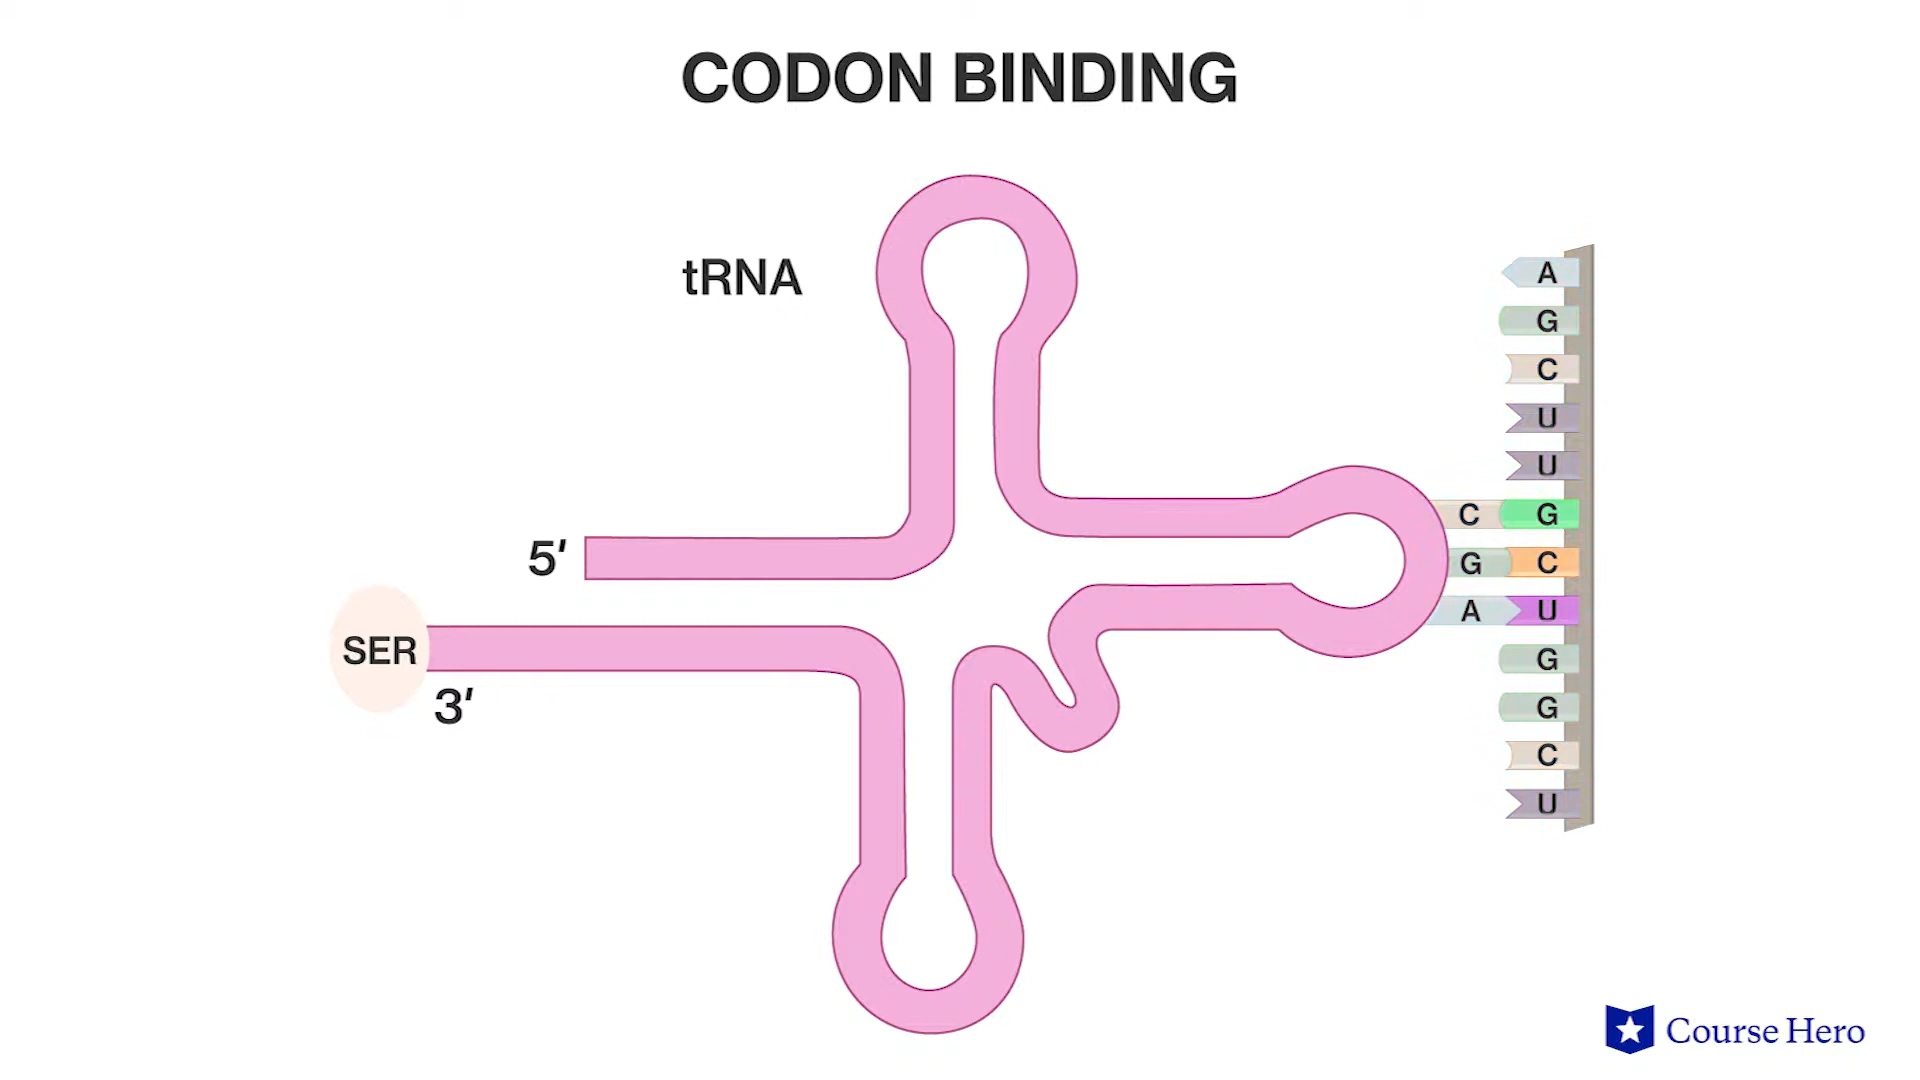 CODON BINDING
tRNA
A
G
C
U
U
C G
5′
G C
A U
SER
3′
G
G
C
U
Course Hero